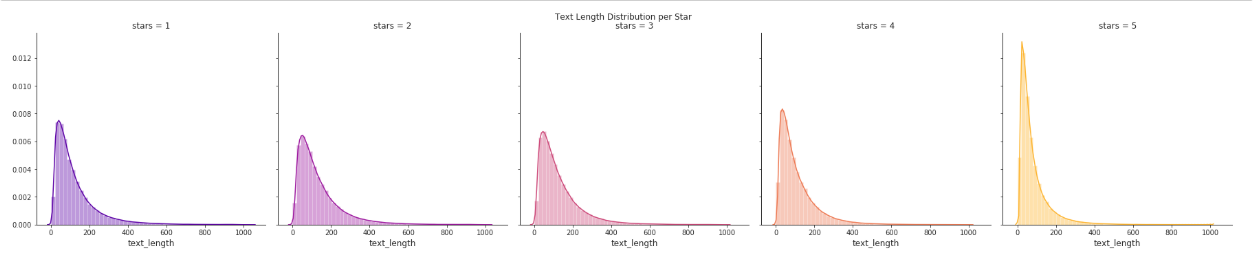 Text Length Distribution per Star
stars = 1
stars = 2
stars = 3
stars = 4
stars = 5
0.012
0.010
0.008
0.006
0.004
0.002
0.000
0 200 400 600 800 1000
0 200 400 600 800 1000
0 200 400 600 800 1000
0 200 400 600 800 1000
0 200 400 600 800 1000
text_length
text_length
text_length
text_length
text_length